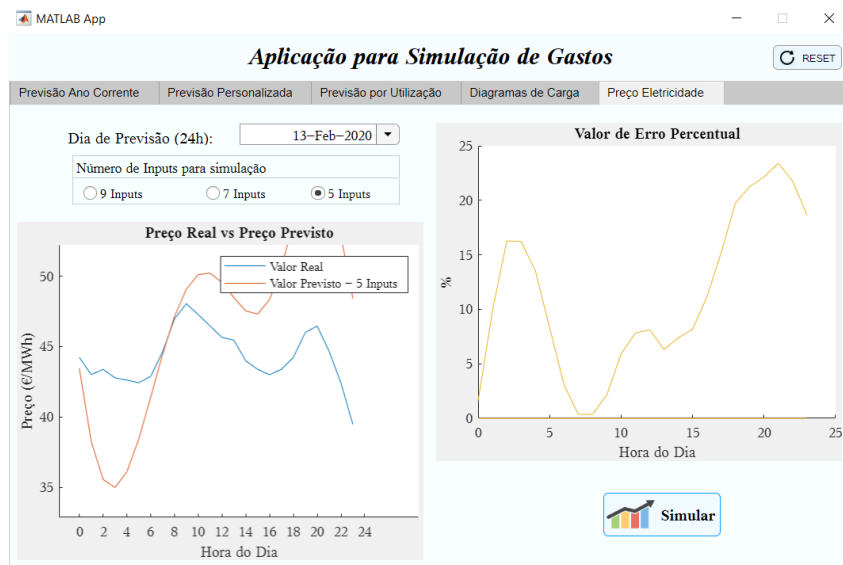 MATLAB App
Aplicação para Simulação de Gastos
RESET
Previsão Ano Corrente
Previsão Personalizada
Previsão por Utilização
Diagramas de Carga
Preço Eletricidade
Dia de Previsão (24h):
13-Feb-2020
Número de Inputs para simulação
9 Inputs
7 Inputs
5 Inputs
Preço Real vs Preço Previsto
Valor Real
Valor Previsto - 5 Inputs
Preço (€/MWh)
50
45
40
35
0 2 4 6 8 10 12 14 16 18 20 22 24
Hora do Dia
Valor de Erro Percentual
%
25
20
15
10
5
0
0 5 10 15 20 25
Hora do Dia
Simular